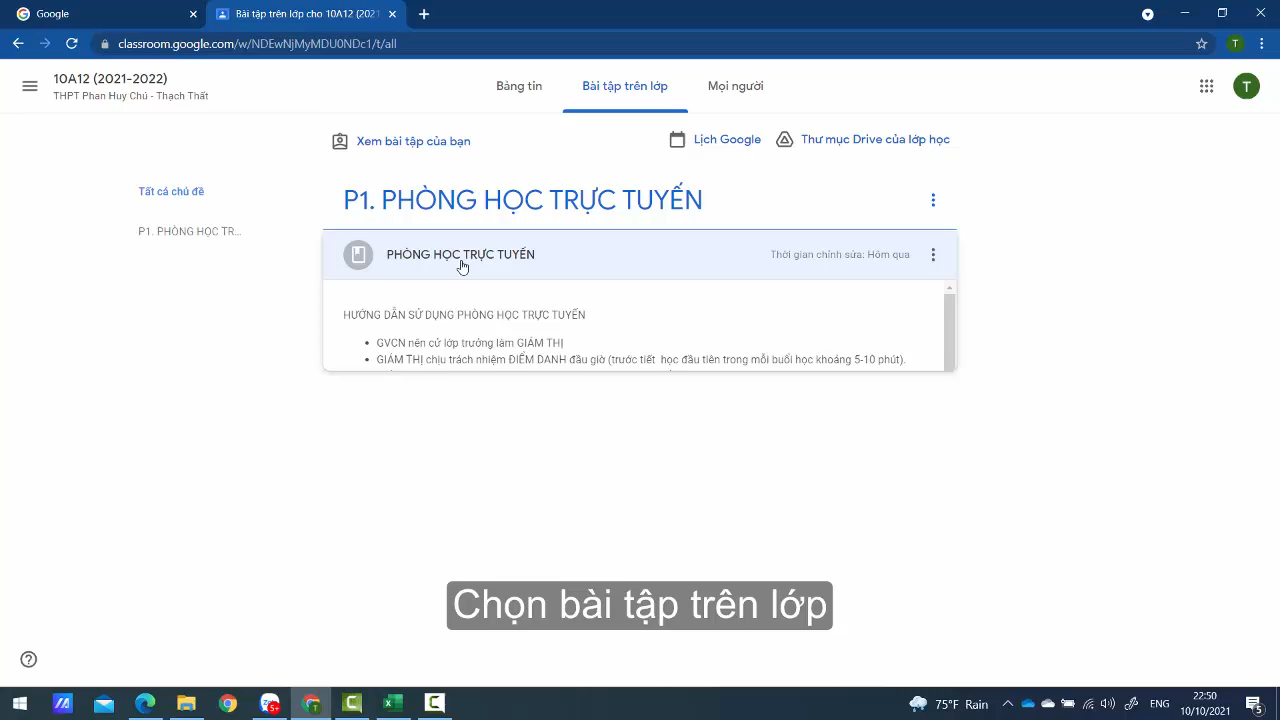 Google
Bài tập trên lớp cho 10A12 (2021
classroom.google.com/w/NDEwNjMyMDU0NDc1/t/all
T
10A12 (2021-2022)
THPT Phan Huy Chú - Thạch Thất
Bảng tin
Bài tập trên lớp
Mọi người
T
Xem bài tập của bạn
Lịch Google
Thư mục Drive của lớp học
Tất cả chủ đề
P1. PHÒNG HỌC TR...
P1. PHÒNG HỌC TRỰC TUYẾN
PHÒNG HỌC TRỰC TUYẾN
Thời gian chỉnh sửa: Hôm qua
HƯỚNG DẪN SỬ DỤNG PHÒNG HỌC TRỰC TUYẾN
GVCN nên cử lớp trưởng làm GIÁM THỊ
GIÁM THỊ chịu trách nhiệm ĐIỂM DANH đầu giờ (trước tiết học đầu tiên trong mỗi buổi học khoảng 5-10 phút).
Chọn bài tập trên lớp
5+
75°F Rain
ENG
22:50
10/10/2021
5